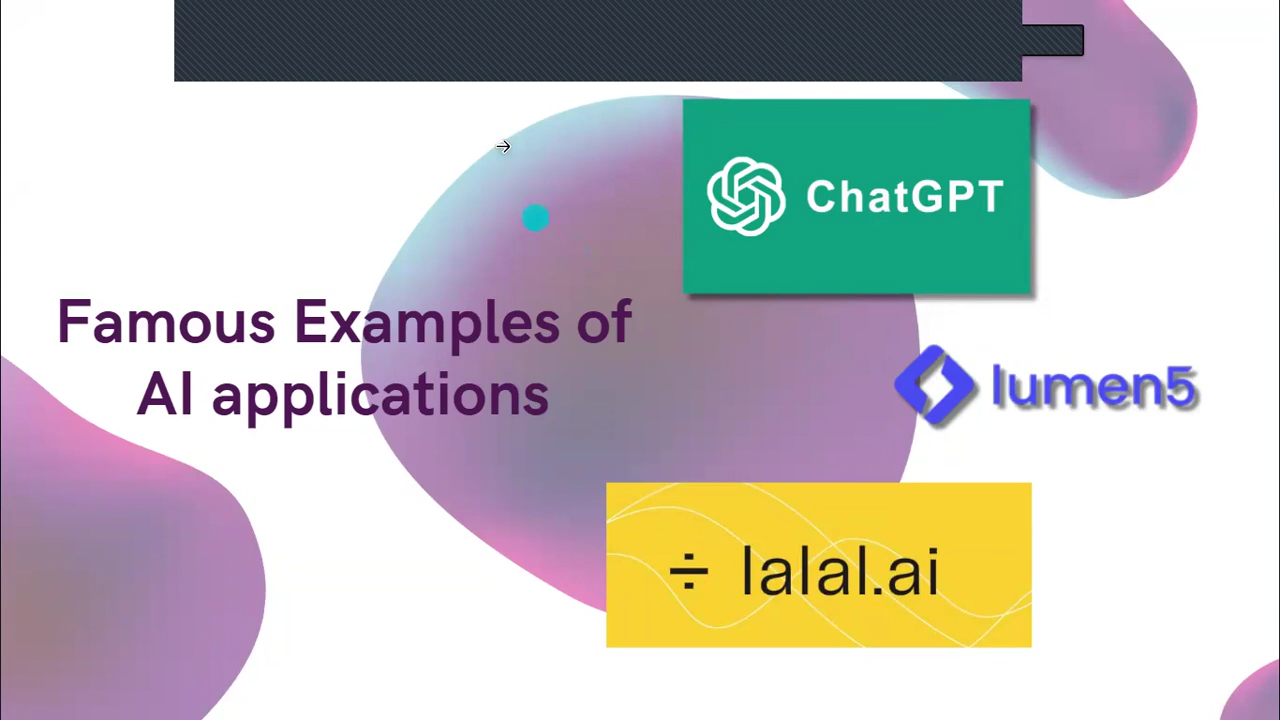 ChatGPT
Famous Examples of
AI applications
lumen5
÷ lalal.ai